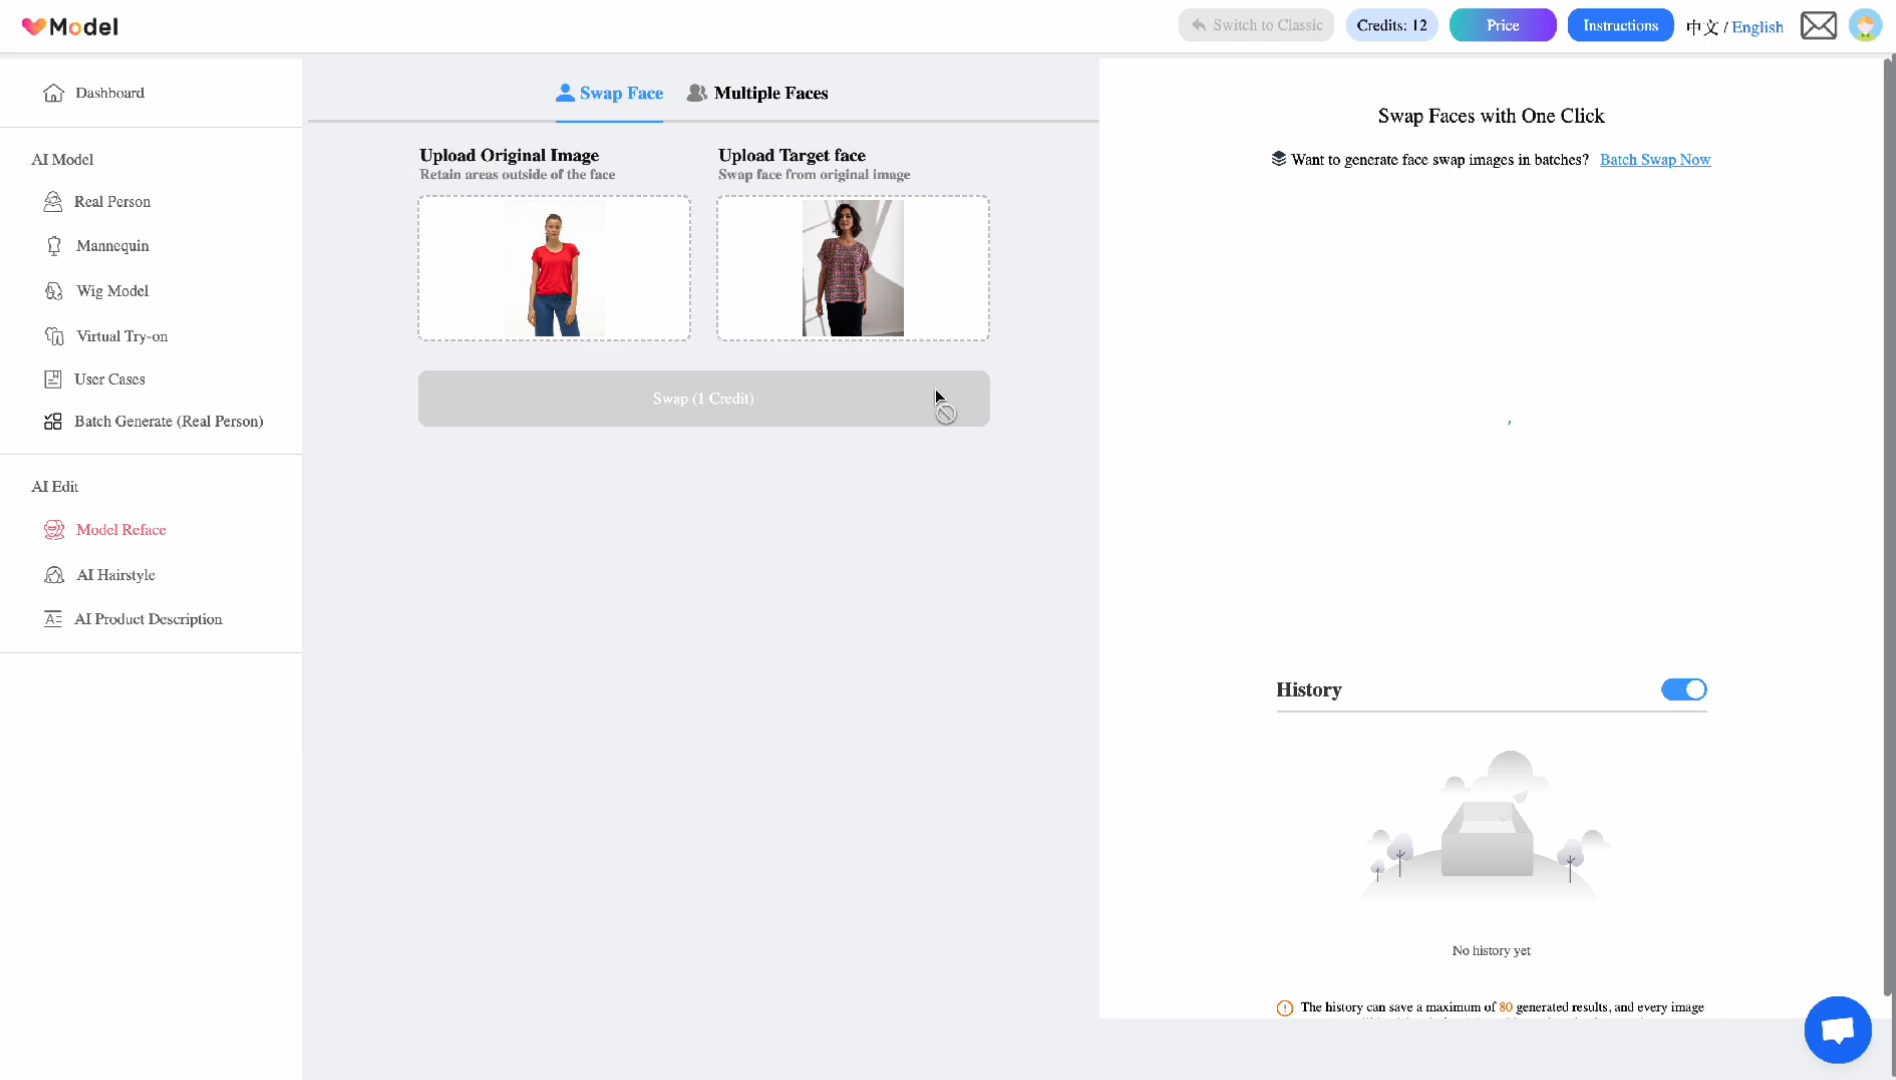 Model
Switch to Classic
Credits: 12
Price
Instructions
中文 / English
Dashboard
AI Model
Real Person
Mannequin
Wig Model
Virtual Try-on
User Cases
Batch Generate (Real Person)
AI Edit
Model Reface
AI Hairstyle
AI Product Description
Swap Face
Multiple Faces
Upload Original Image
Retain areas outside of the face
Upload Target face
Swap face from original image
Swap (1 Credit)
Swap Faces with One Click
Want to generate face swap images in batches? Batch Swap Now
History
No history yet
The history can save a maximum of 80 generated results, and every image